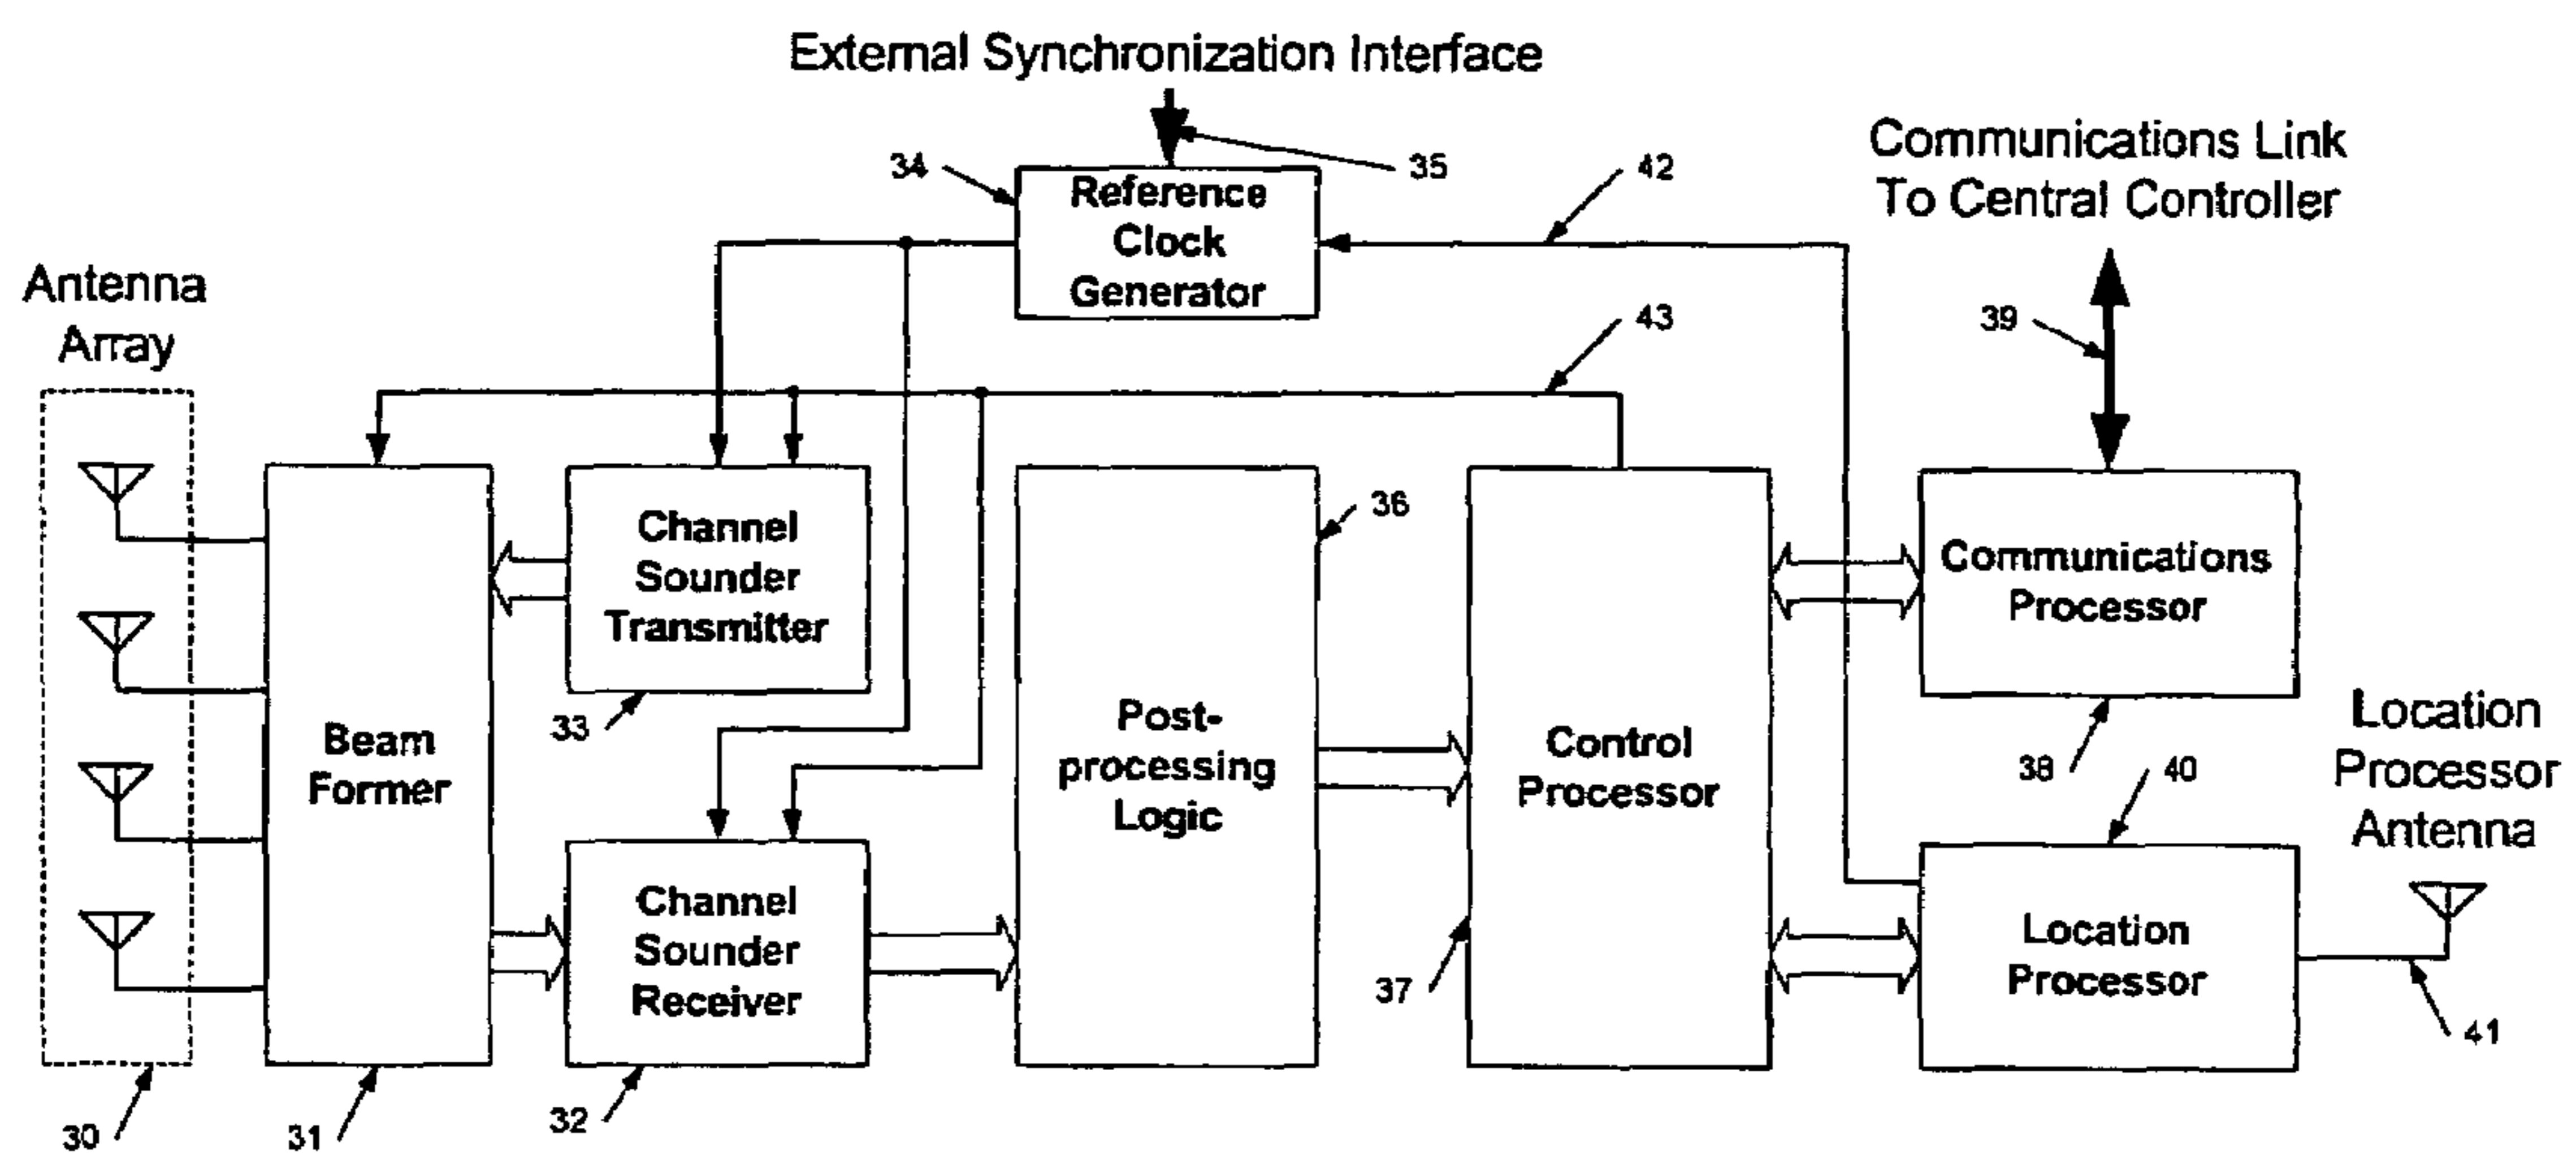 External Synchronization Interface
Communications Link
To Central Controller
34
35
42
Reference
Clock
Generator
Antenna
Array
43
39
36
Channel
Sounder
Transmitter
Communications
Processor
33
Beam
Former
Post-
processing
Logic
Control
Processor
38
40
Location
Processor
Antenna
Channel
Sounder
Receiver
Location
Processor
37
41
30
31
32